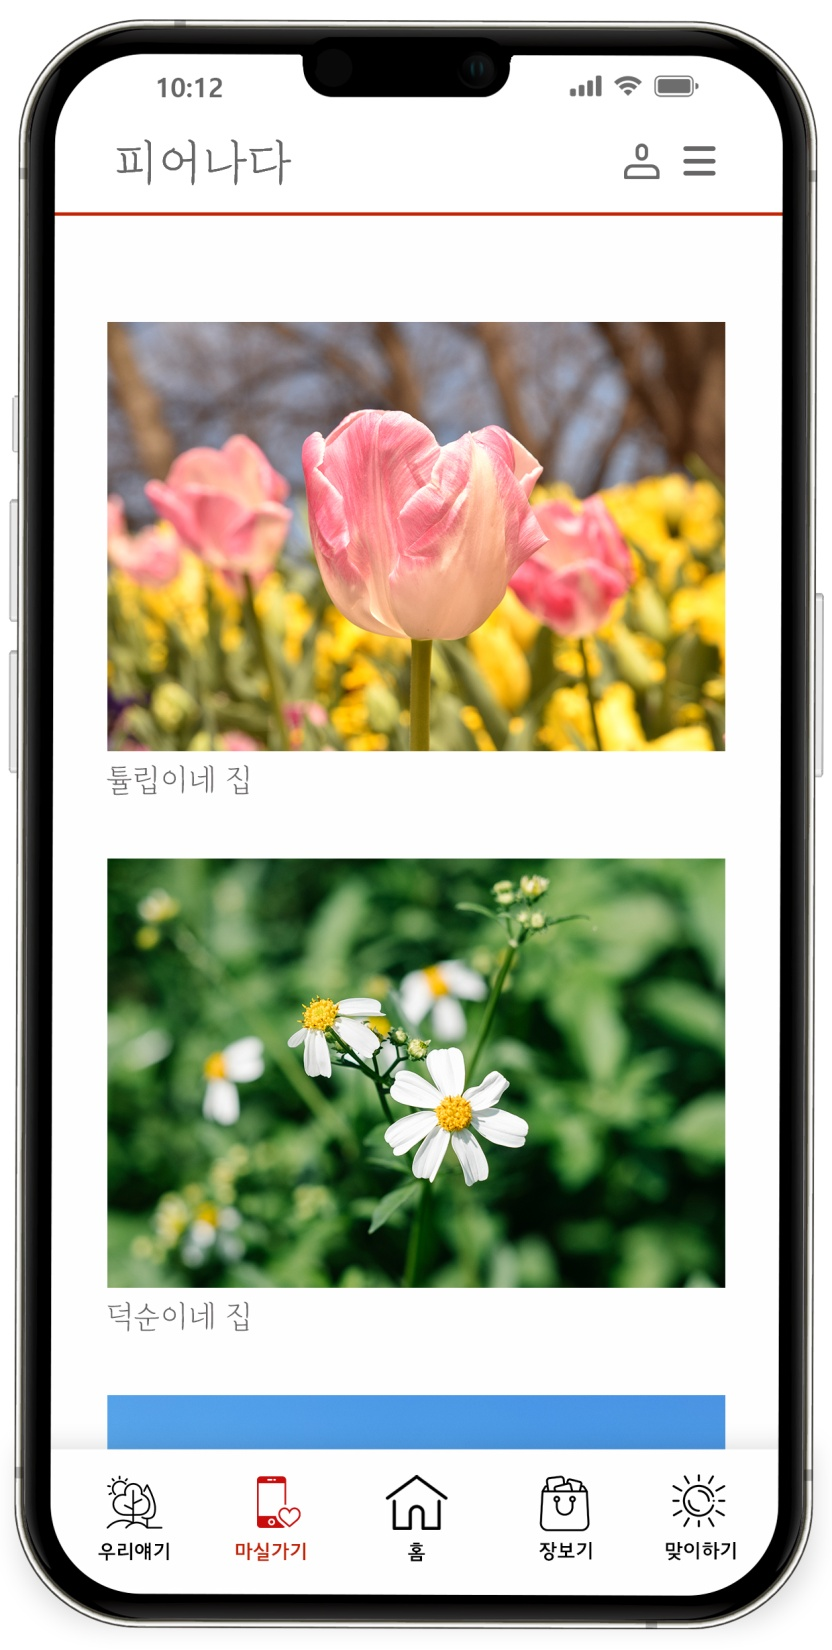 10:12
피어나다
튤립이네 집
덕순이네 집
우리얘기 마실가기 홈 장보기 맞이하기